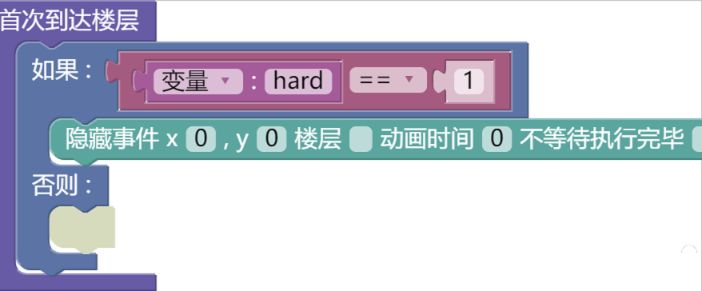 首次到达楼层
如果： 变量 ： hard == 1
隐藏事件 x 0 , y 0 楼层 动画时间 0 不等待执行完毕
否则：